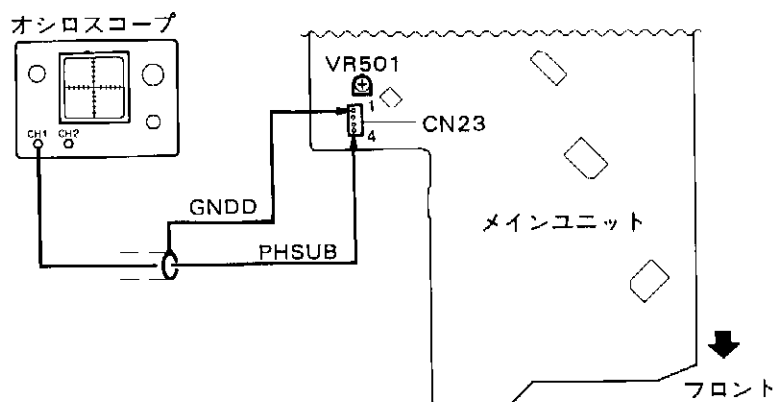 オシロスコープ
VR501
1
CN23
4
CH1 CH2
GNDD
PHSUB
メインユニット
フロント